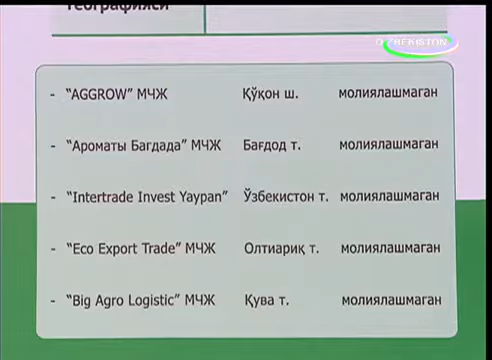 географияси
O'ZBEKISTON
- “AGGROW” МЧЖ Қўқон ш. молиялашмаган
- “Ароматы Багдада” МЧЖ Бағдод т. молиялашмаган
- “Intertrade Invest Yaypan” Ўзбекистон т. молиялашмаган
- “Eco Export Trade” МЧЖ Олтиариқ т. молиялашмаган
- “Big Agro Logistic” МЧЖ Қува т. молиялашмаган